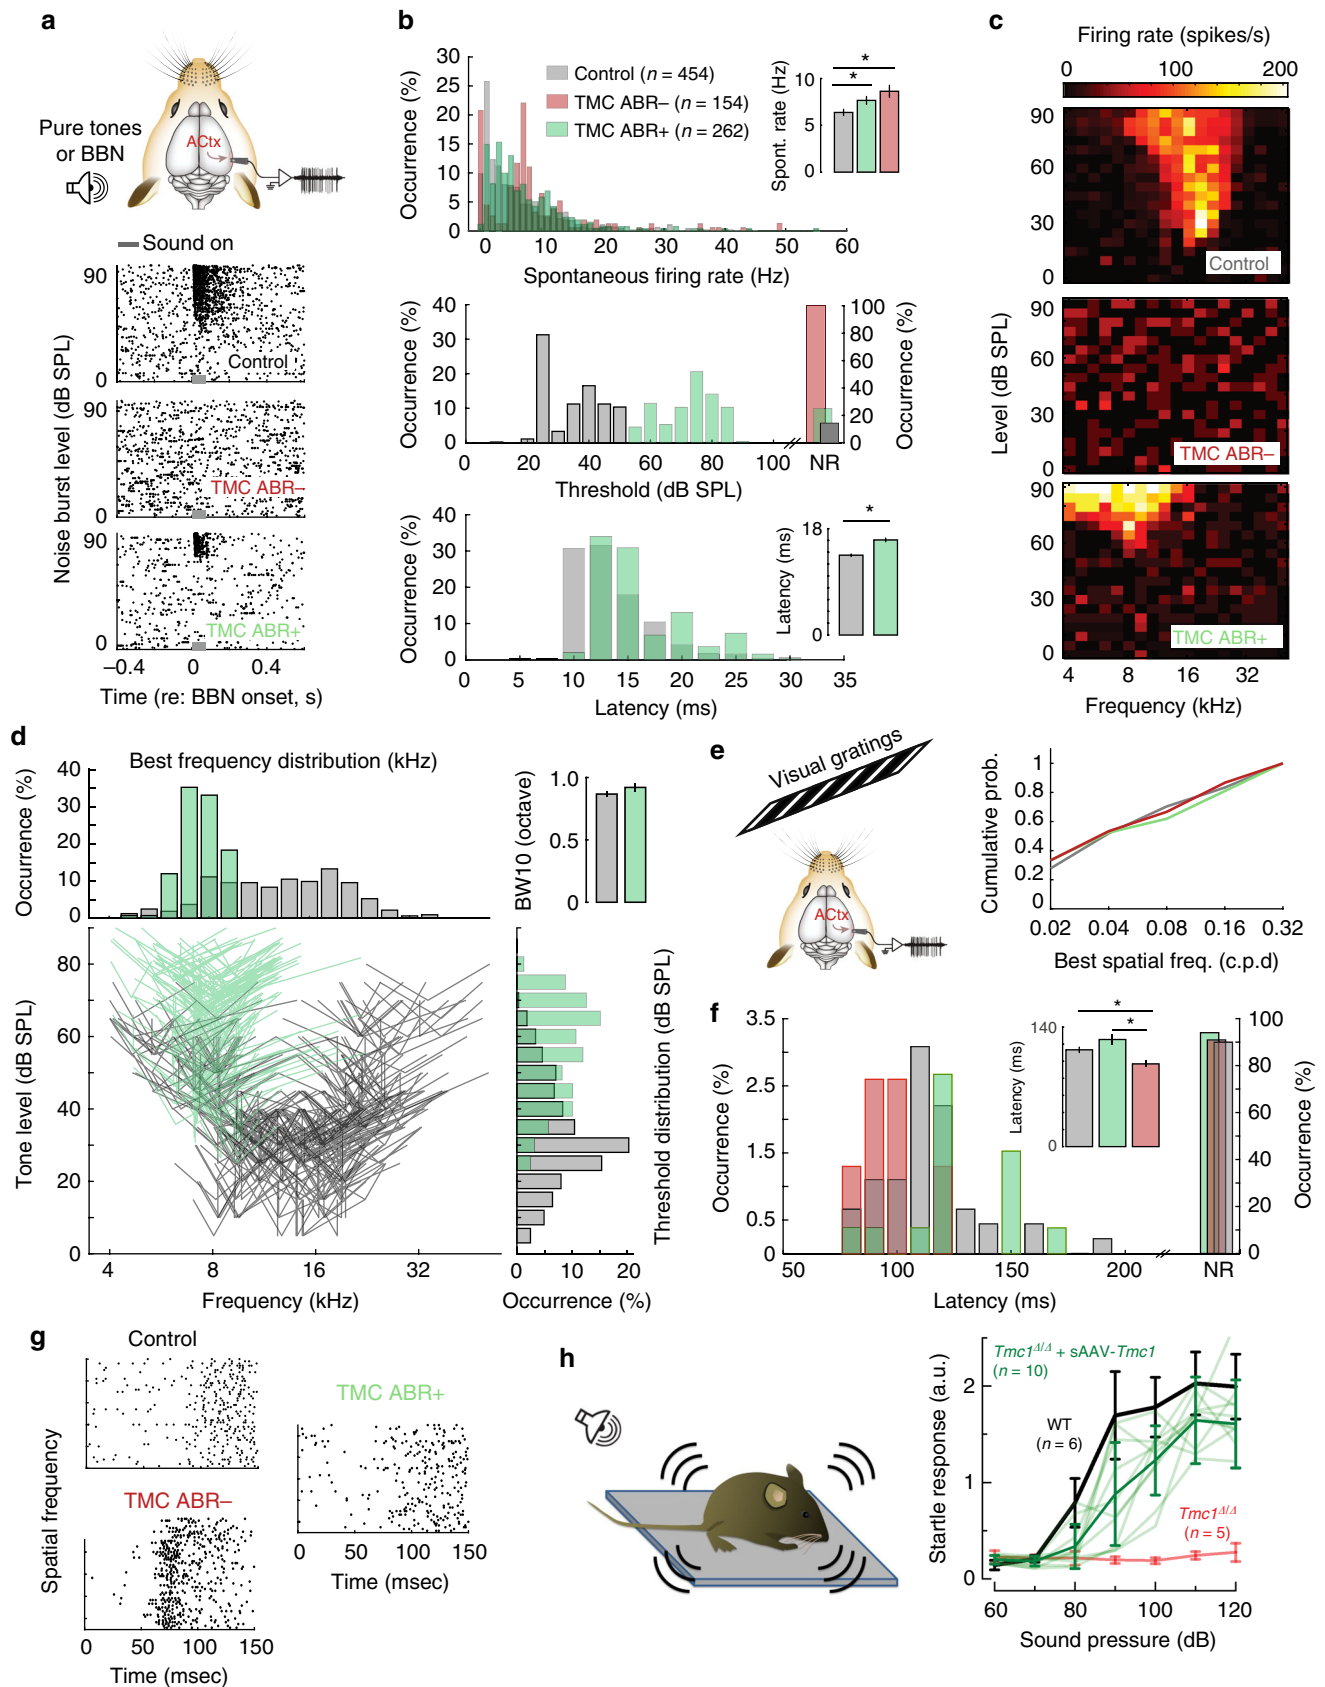 a
Pure tones
or BBN
ACtx
Sound on
Noise burst level (dB SPL)
90
Control
0
90
TMC ABR–
0
90
TMC ABR+
0
–0.4 0 0.4
Time (re: BBN onset, s)
b
Occurrence (%)
30
25
20
15
10
5
0
Control (n = 454)
TMC ABR– (n = 154)
TMC ABR+ (n = 262)
Spont. rate (Hz)
10
5
0
*
*
0 10 20 30 40 50 60
Spontaneous firing rate (Hz)
Occurrence (%)
40
30
20
10
0
100
80
60
40
20
0
Occurrence (%)
0 20 40 60 80 100 NR
Threshold (dB SPL)
Occurrence (%)
40
30
20
10
0
Latency (ms)
18
0
*
0 5 10 15 20 25 30 35
Latency (ms)
c
Firing rate (spikes/s)
0 100 200
Level (dB SPL)
90
60
30
0
Control
90
60
30
0
TMC ABR–
90
60
30
0
TMC ABR+
4 8 16 32
Frequency (kHz)
d
Best frequency distribution (kHz)
Occurrence (%)
40
30
20
10
0
BW10 (octave)
1.0
0.5
0
Tone level (dB SPL)
80
60
40
20
0
4 8 16 32
Frequency (kHz)
Threshold distribution (dB SPL)
0 10 20
Occurrence (%)
e
Visual gratings
ACtx
Cumulative prob.
1
0.8
0.6
0.4
0.2
0
0.02 0.04 0.08 0.16 0.32
Best spatial freq. (c.p.d)
f
Occurrence (%)
3.5
2.5
1.5
0.5
0
Latency (ms)
140
0
*
*
100
80
60
40
20
0
Occurrence (%)
50 100 150 200 NR
Latency (ms)
g
Control
Spatial frequency
TMC ABR–
0 50 100 150
Time (msec)
TMC ABR+
0 50 100 150
Time (msec)
h
Startle response (a.u.)
2
1
0
Tmc1Δ/Δ + sAAV-Tmc1
(n = 10)
WT
(n = 6)
Tmc1Δ/Δ
(n = 5)
60 80 100 120
Sound pressure (dB)